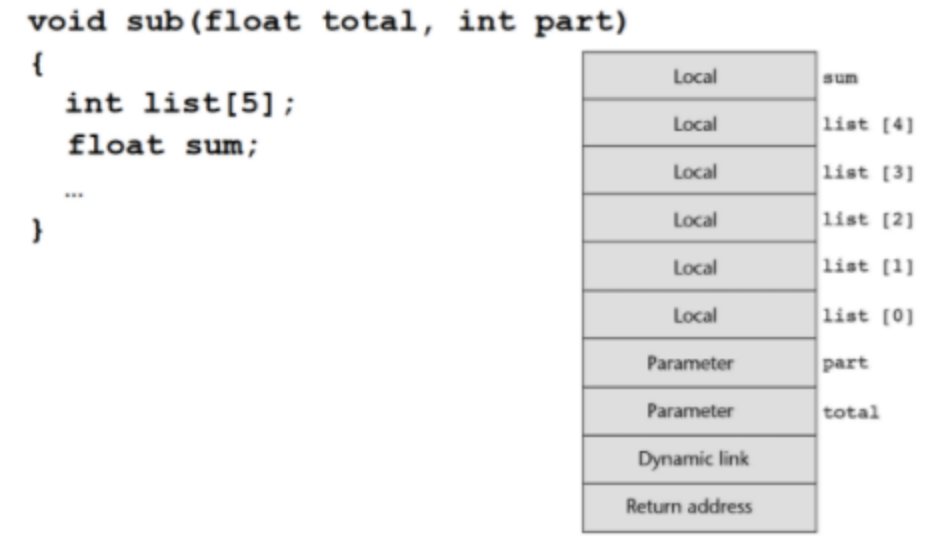 void sub(float total, int part)
{
int list[5];
float sum;
…
}
Local sum
Local list [4]
Local list [3]
Local list [2]
Local list [1]
Local list [0]
Parameter part
Parameter total
Dynamic link
Return address